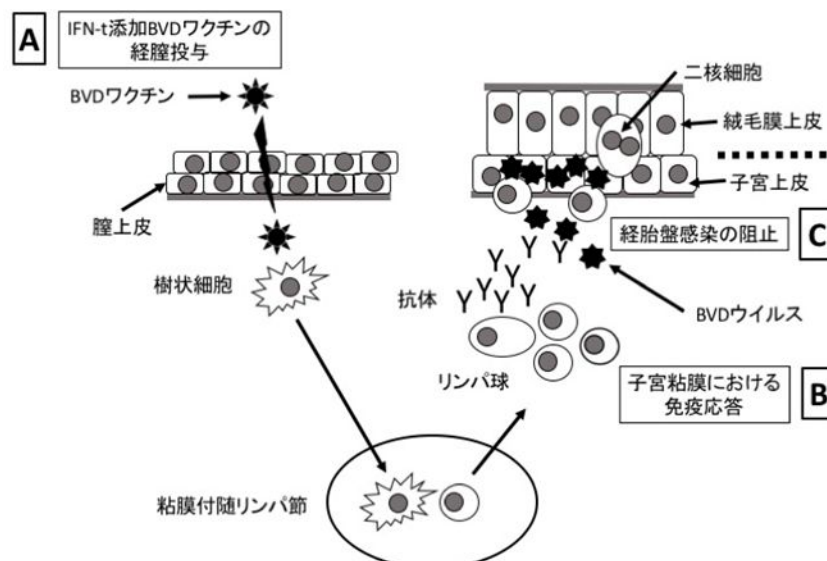 A
IFN-t添加BVDワクチンの
経膣投与
BVDワクチン
膣上皮
樹状細胞
粘膜付随リンパ節
二核細胞
絨毛膜上皮
子宮上皮
C
経胎盤感染の阻止
抗体
BVDウイルス
リンパ球
子宮粘膜における
免疫応答
B